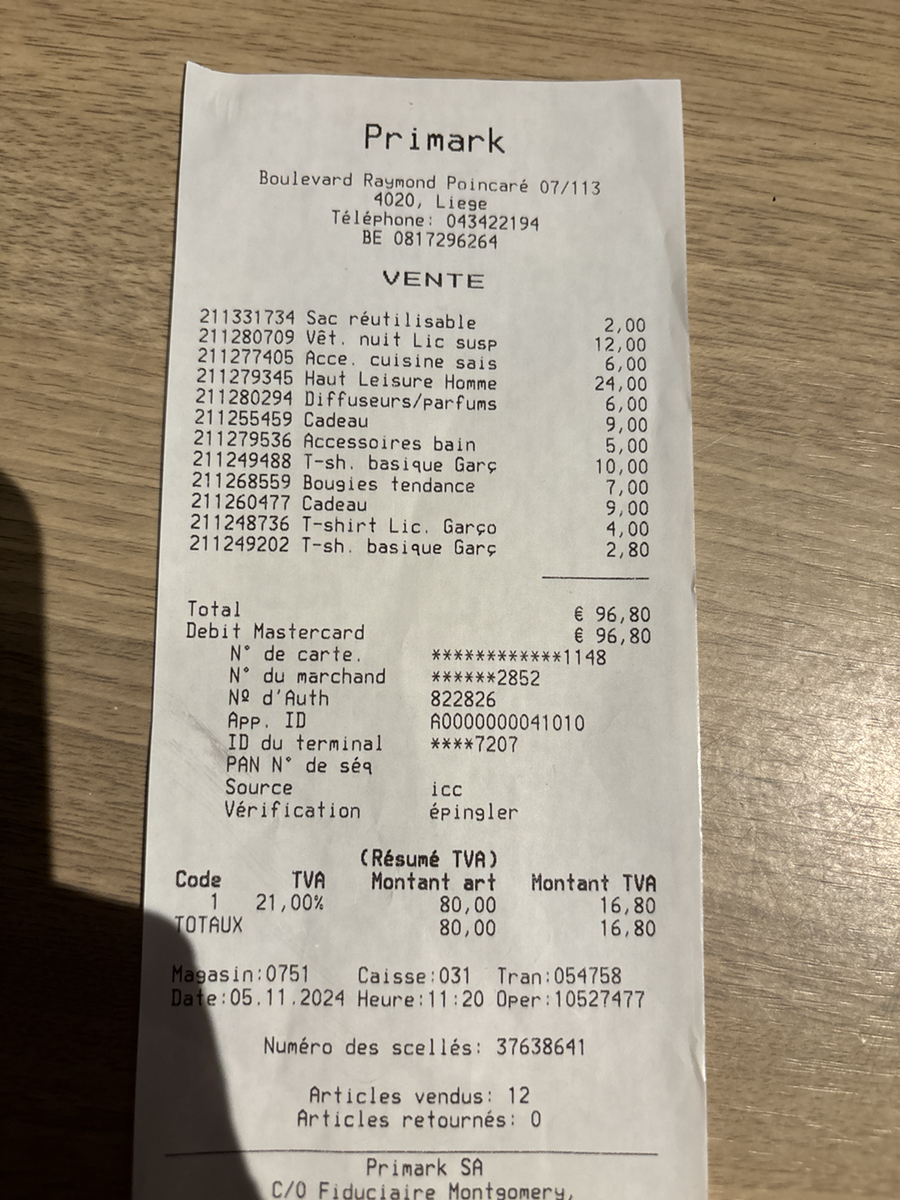 Primark
Boulevard Raymond Poincaré 07/113
4020, Liege
Téléphone: 043422194
BE 0817296264
VENTE
211331734 Sac réutilisable 2,00
211280709 Vêt. nuit Lic susp 12,00
211277405 Acce. cuisine sais 6,00
211279345 Haut Leisure Homme 24,00
211280294 Diffuseurs/parfums 6,00
211255459 Cadeau 9,00
211279536 Accessoires bain 5,00
211249488 T-sh. basique Garç 10,00
211268559 Bougies tendance 7,00
211260477 Cadeau 9,00
211248736 T-shirt Lic. Garço 4,00
211249202 T-sh. basique Garç 2,80
Total € 96,80
Debit Mastercard € 96,80
N° de carte. ************1148
N° du marchand ******2852
Nº d'Auth 822826
App. ID A0000000041010
ID du terminal ****7207
PAN N° de séq
Source icc
Vérification épingler
(Résumé TVA)
Code TVA Montant art Montant TVA
1 21,00% 80,00 16,80
TOTAUX 80,00 16,80
Magasin:0751 Caisse:031 Tran:054758
Date:05.11.2024 Heure:11:20 Oper:10527477
Numéro des scellés: 37638641
Articles vendus: 12
Articles retournés: 0
Primark SA
C/O Fiduciaire Montgomery,